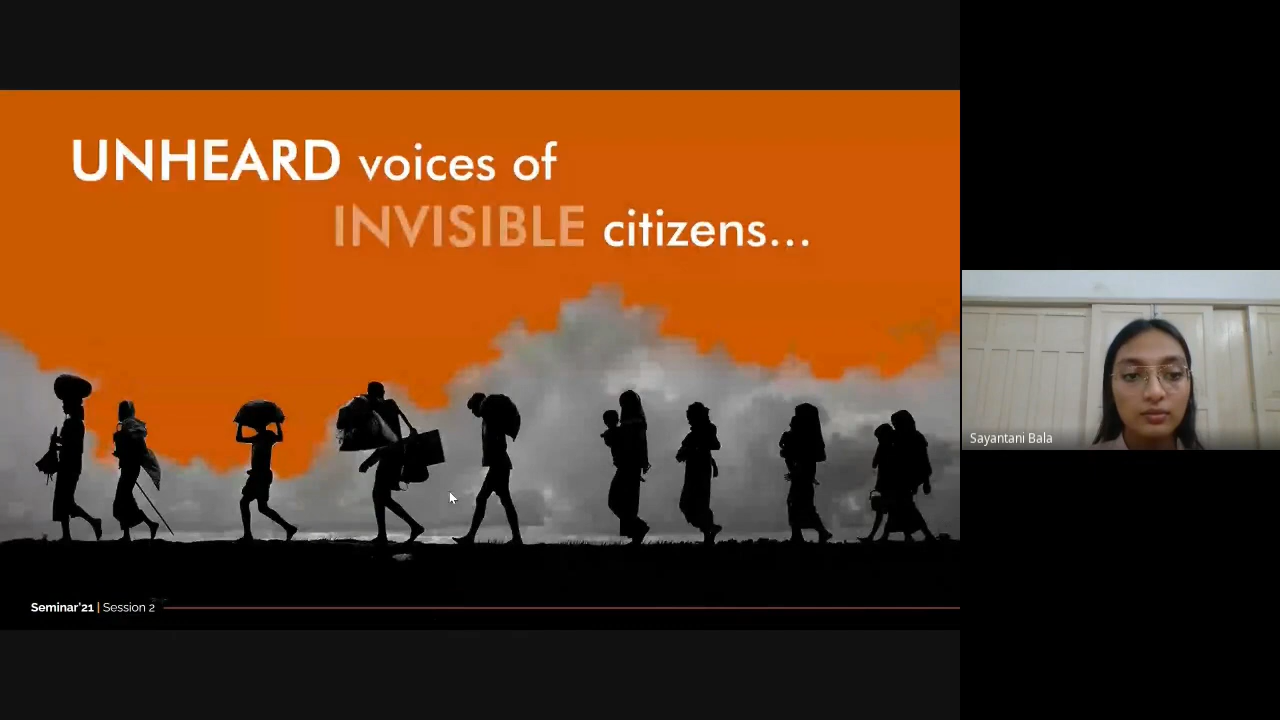 UNHEARD voices of
INVISIBLE citizens...
Seminar'21 | Session 2
Sayantani Bala